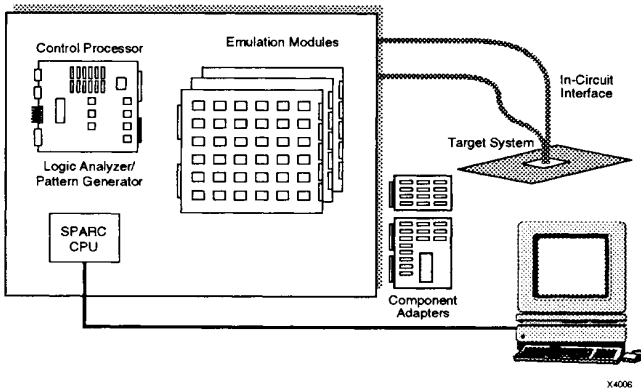 Control Processor
Emulation Modules
In-Circuit
Interface
Target System
Logic Analyzer/
Pattern Generator
SPARC
CPU
Component
Adapters
X4006